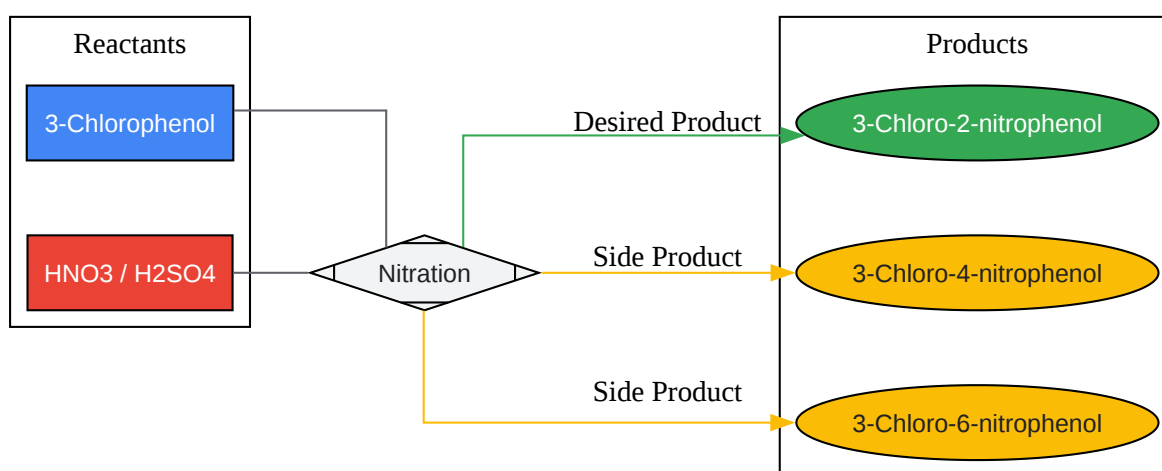 Reactants
Products
3-Chlorophenol
Desired Product
3-Chloro-2-nitrophenol
HNO3 / H2SO4
Nitration
Side Product
3-Chloro-4-nitrophenol
Side Product
3-Chloro-6-nitrophenol